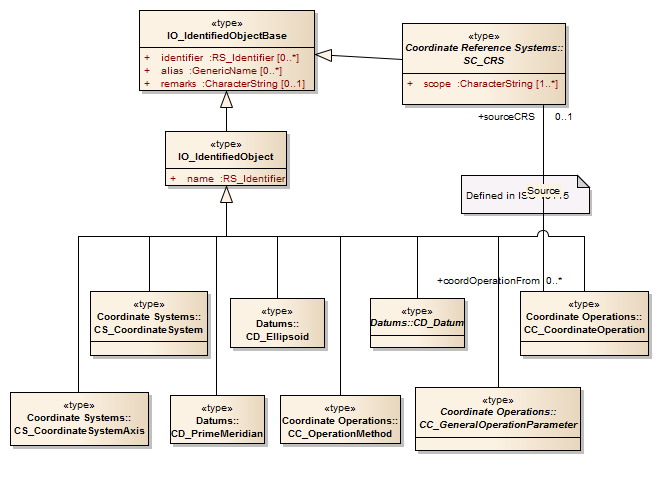 «type»
IO_IdentifiedObjectBase
+ identifier :RS_Identifier [0..*]
+ alias :GenericName [0..*]
+ remarks :CharacterString [0..1]
«type»
Coordinate Reference Systems::
SC_CRS
+ scope :CharacterString [1..*]
+sourceCRS 0..1
«type»
IO_IdentifiedObject
+ name :RS_Identifier
Source
Defined in
+coordOperationFrom 0..*
«type»
Coordinate Systems::
CS_CoordinateSystem
«type»
Datums::
CD_Ellipsoid
«type»
Datums::CD_Datum
«type»
Coordinate Operations::
CC_CoordinateOperation
«type»
Coordinate Systems::
CS_CoordinateSystemAxis
«type»
Datums::
CD_PrimeMeridian
«type»
Coordinate Operations::
CC_OperationMethod
«type»
Coordinate Operations::
CC_GeneralOperationParameter